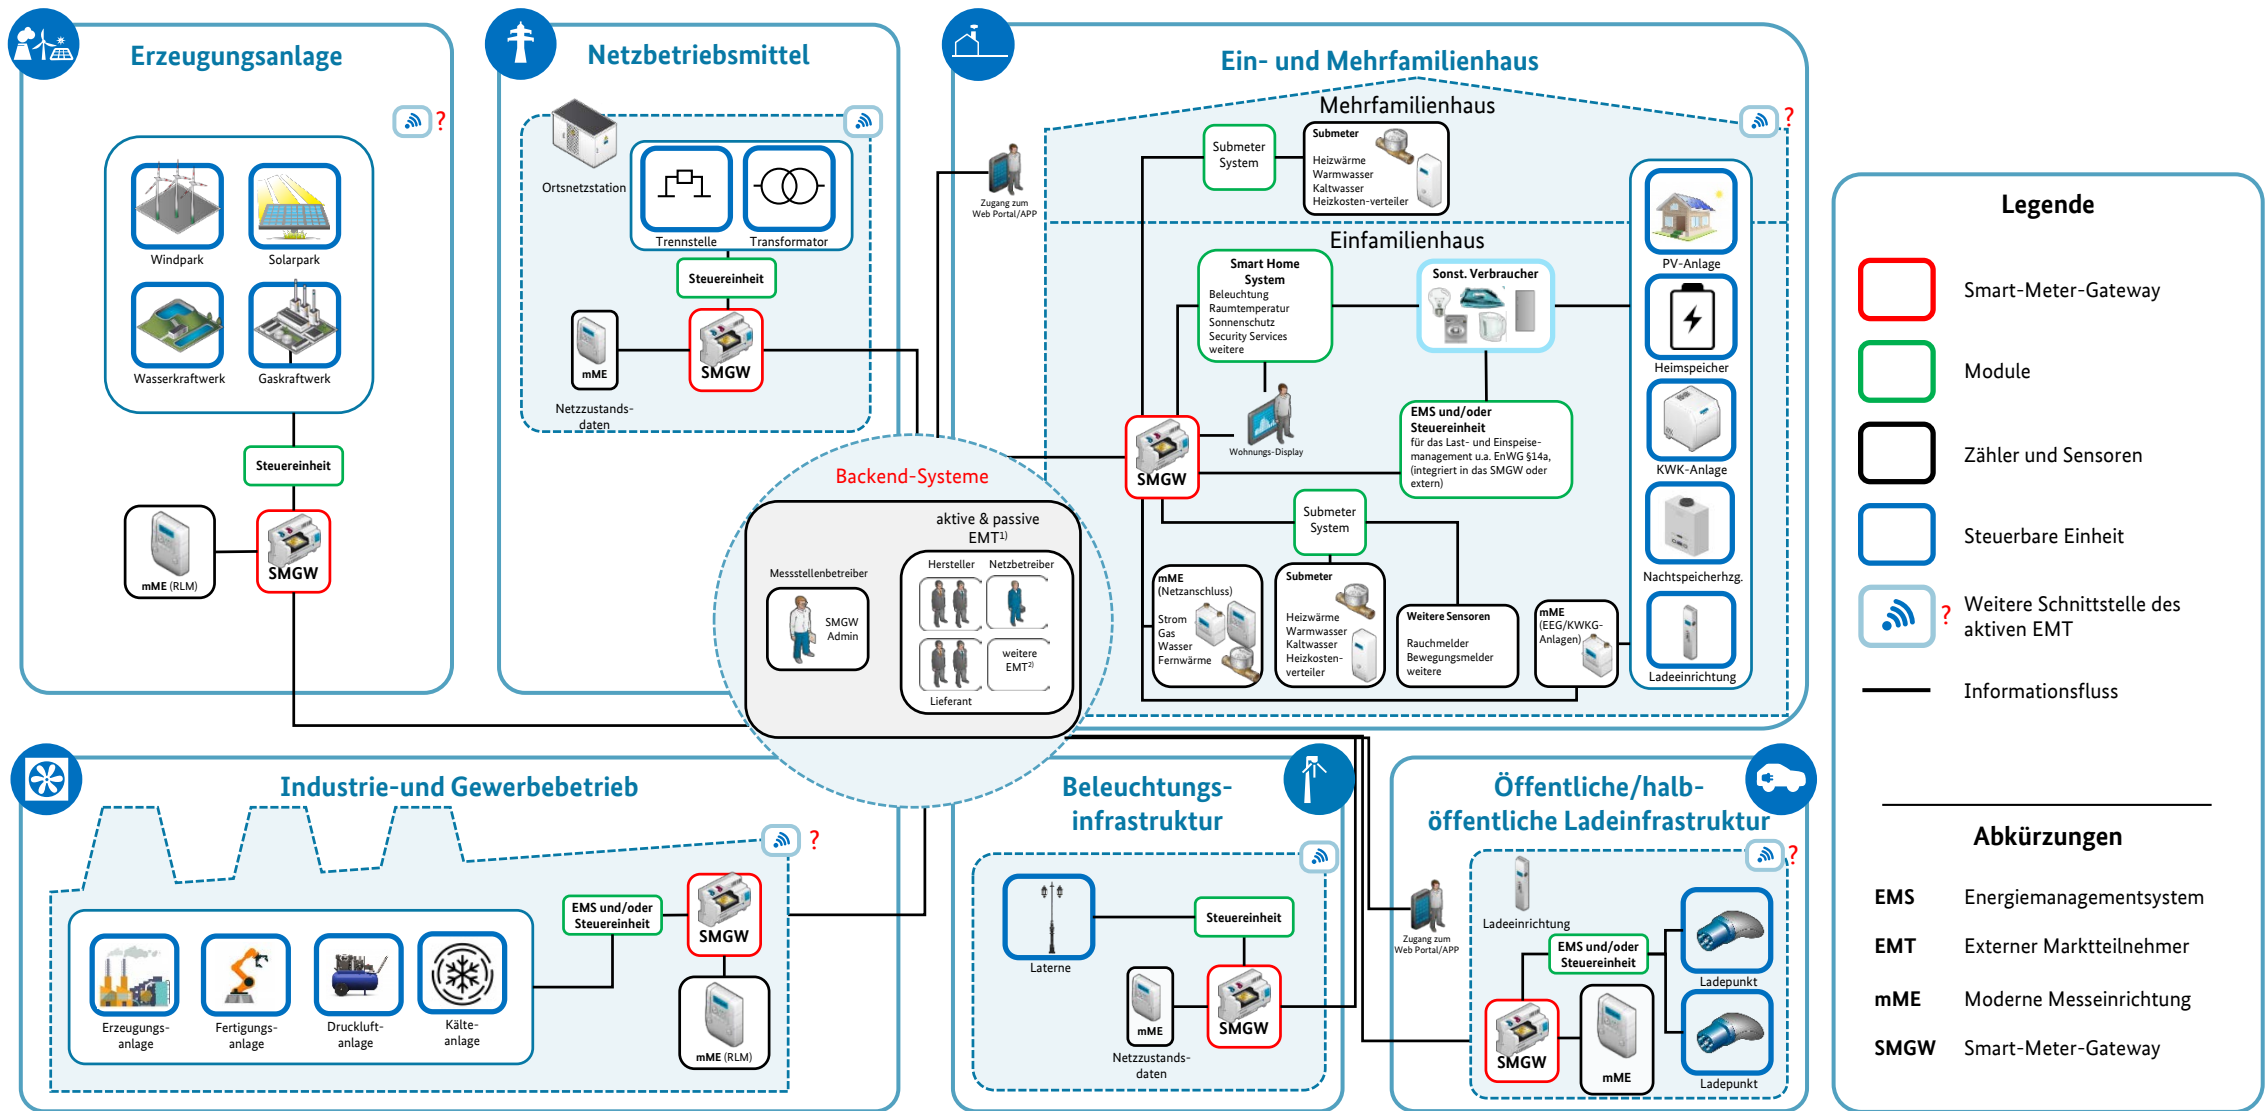 Erzeugungsanlage
?
Windpark
Solarpark
Wasserkraftwerk
Gaskraftwerk
Steuereinheit
mME (RLM)
SMGW
Netzbetriebsmittel
Ortsnetzstation
Trennstelle
Transformator
Steuereinheit
mME
SMGW
Netzzustands-
daten
Ein- und Mehrfamilienhaus
Mehrfamilienhaus
?
Zugang zum
Web Portal/APP
Submeter
System
Submeter
Heizwärme
Warmwasser
Kaltwasser
Heizkosten-verteiler
Einfamilienhaus
Smart Home
System
Beleuchtung
Raumtemperatur
Sonnenschutz
Security Services
weitere
Sonst. Verbraucher
PV-Anlage
Heimspeicher
KWK-Anlage
Nachtspeicherhzg.
Ladeeinrichtung
Wohnungs-Display
SMGW
EMS und/oder
Steuereinheit
für das Last- und Einspeise-
management u.a. EnWG §14a,
(integriert in das SMGW oder
extern)
Submeter
System
mME
(Netzanschluss)
Strom
Gas
Wasser
Fernwärme
Submeter
Heizwärme
Warmwasser
Kaltwasser
Heizkosten-
verteiler
Weitere Sensoren
Rauchmelder
Bewegungsmelder
weitere
mME
(EEG/KWKG-
Anlagen)
Backend-Systeme
aktive & passive
EMT1)
Messstellenbetreiber
SMGW
Admin
Hersteller
Netzbetreiber
weitere
EMT2)
Lieferant
Industrie-und Gewerbebetrieb
?
EMS und/oder
Steuereinheit
SMGW
mME (RLM)
Erzeugungs-
anlage
Fertigungs-
anlage
Druckluft-
anlage
Kälte-
anlage
Beleuchtungs-
infrastruktur
Laterne
Steuereinheit
mME
SMGW
Netzzustands-
daten
Öffentliche/halb-
öffentliche Ladeinfrastruktur
?
Zugang zum
Web Portal/APP
Ladeeinrichtung
EMS und/oder
Steuereinheit
Ladepunkt
SMGW
mME
Ladepunkt
Legende
Smart-Meter-Gateway
Module
Zähler und Sensoren
Steuerbare Einheit
? Weitere Schnittstelle des
aktiven EMT
Informationsfluss
Abkürzungen
EMS Energiemanagementsystem
EMT Externer Marktteilnehmer
mME Moderne Messeinrichtung
SMGW Smart-Meter-Gateway